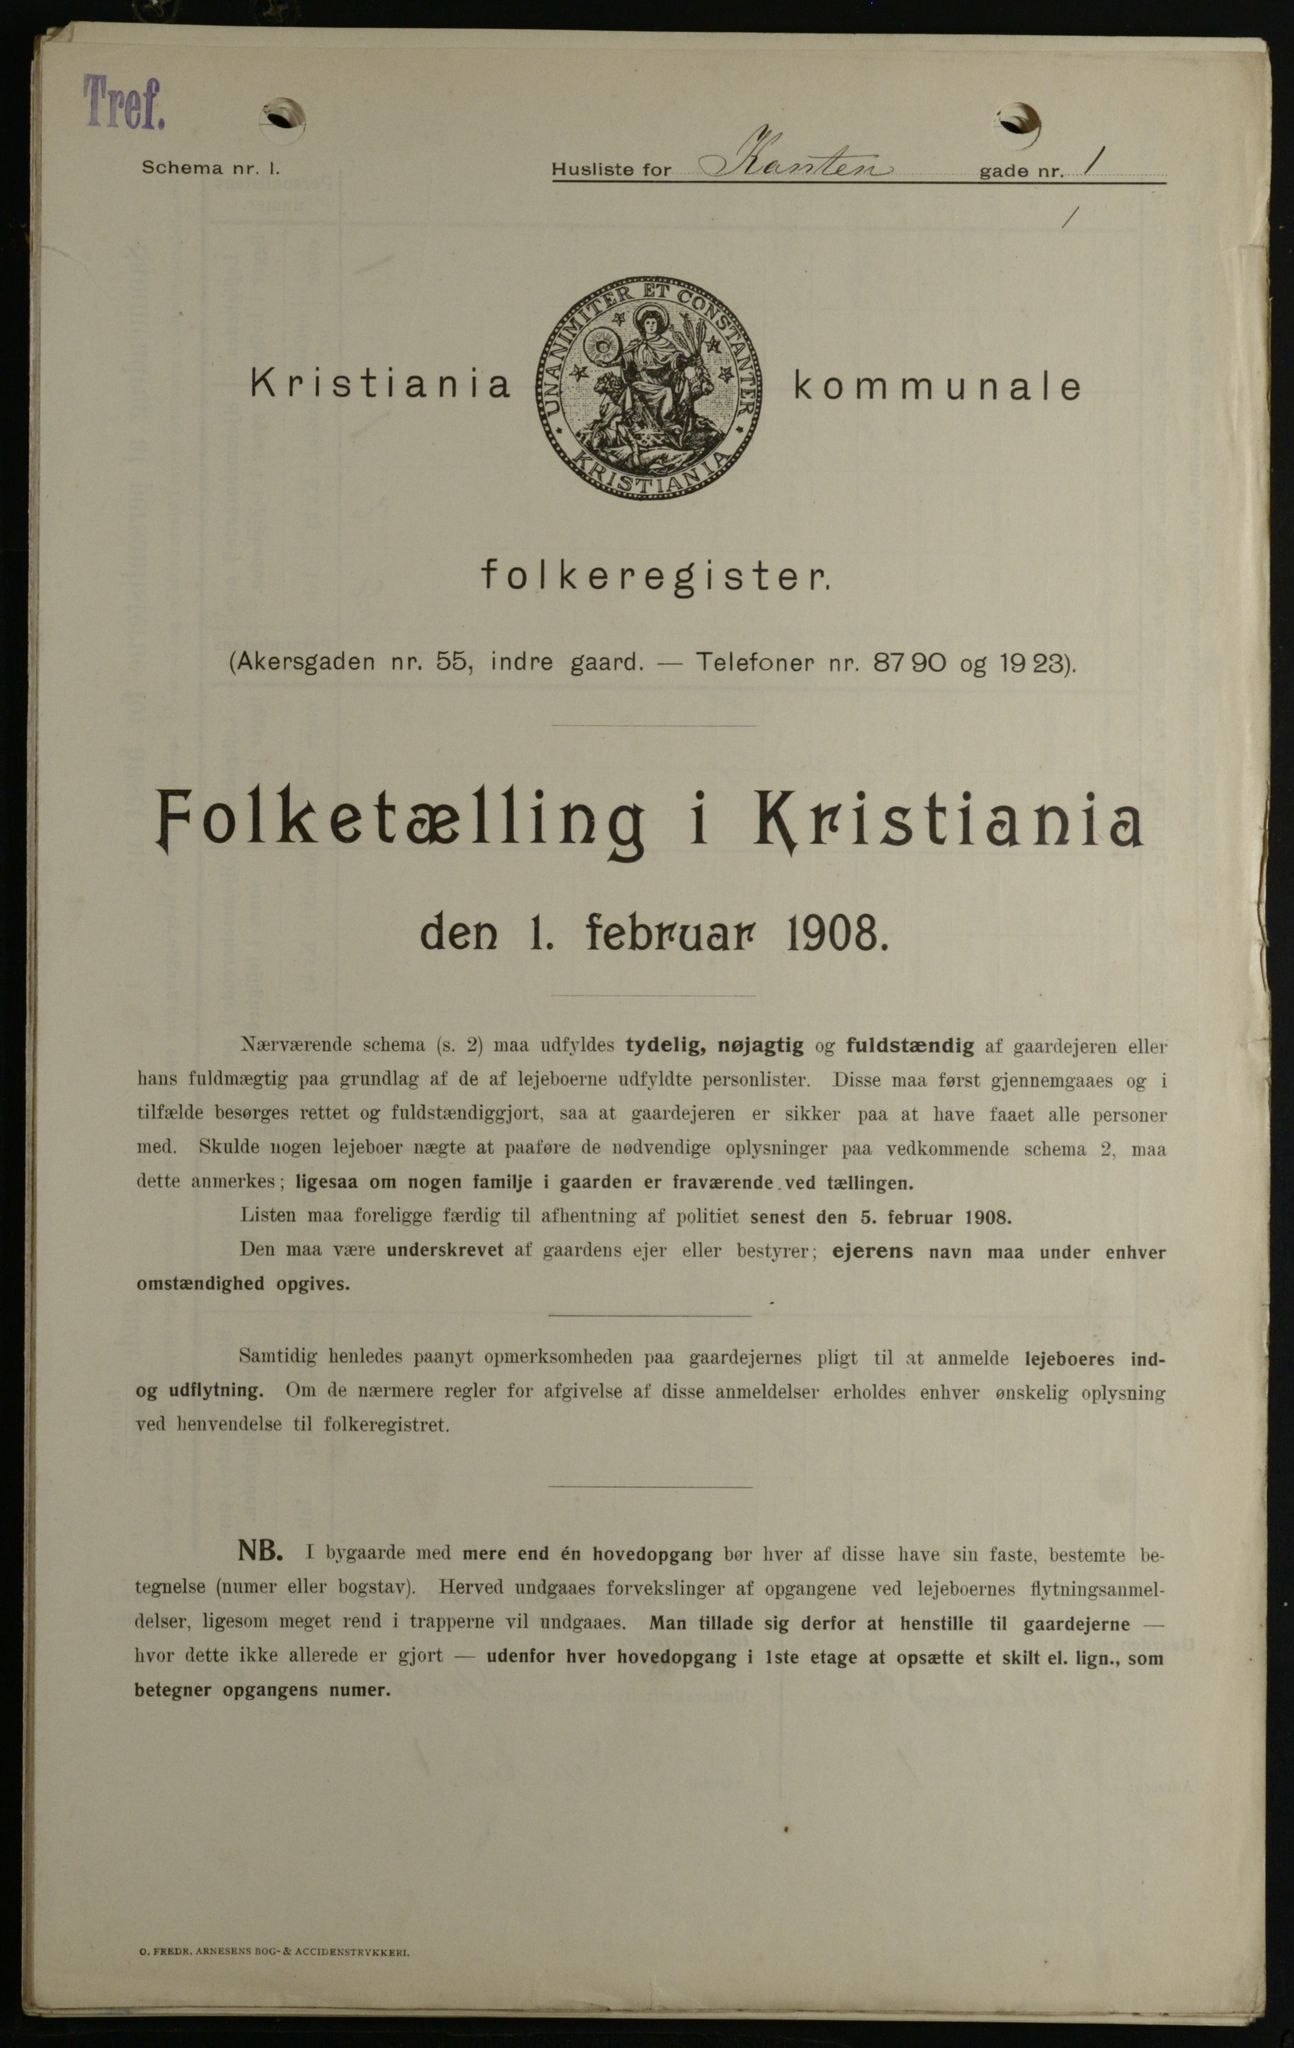 Tref.
Schema nr. 1.
Husliste for Kanten gade nr. 1
1
UNANIMITER ET CONSTANTER
KRISTIANIA
Kristiania kommunale
folkeregister.
(Akersgaden nr. 55, indre gaard. — Telefoner nr. 87 90 og 19 23).
Folketælling i Kristiania
den 1. februar 1908.
Nærværende schema (s. 2) maa udfyldes tydelig, nøjagtig og fuldstændig af gaardejeren eller
hans fuldmægtig paa grundlag af de af lejeboerne udfyldte personlister. Disse maa først gjennemgaaes og i
tilfælde besørges rettet og fuldstændiggjort, saa at gaardejeren er sikker paa at have faaet alle personer
med. Skulde nogen lejeboer nægte at paaføre de nødvendige oplysninger paa vedkommende schema 2, maa
dette anmerkes; ligesaa om nogen familje i gaarden er fraværende ved tællingen.
Listen maa foreligge færdig til afhentning af politiet senest den 5. februar 1908.
Den maa være underskrevet af gaardens ejer eller bestyrer; ejerens navn maa under enhver
omstændighed opgives.
Samtidig henledes paanyt opmerksomheden paa gaardejernes pligt til at anmelde lejeboeres ind-
og udflytning. Om de nærmere regler for afgivelse af disse anmeldelser erholdes enhver ønskelig oplysning
ved henvendelse til folkeregistret.
NB. I bygaarde med mere end én hovedopgang bør hver af disse have sin faste, bestemte be-
tegnelse (numer eller bogstav). Herved undgaaes forvekslinger af opgangene ved lejeboernes flytningsanmel-
delser, ligesom meget rend i trapperne vil undgaaes. Man tillade sig derfor at henstille til gaardejerne —
hvor dette ikke allerede er gjort — udenfor hver hovedopgang i 1ste etage at opsætte et skilt el. lign., som
betegner opgangens numer.
O. FREDR. ARNESENS BOG- & ACCIDENSTRYKKERI.